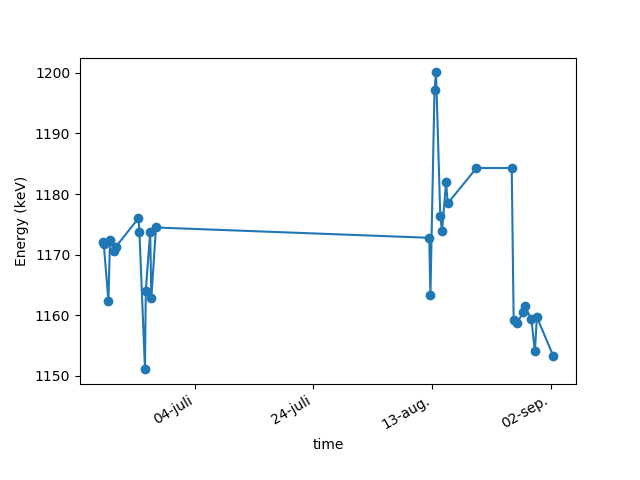 1200
1190
1180
1170
1160
1150
Energy (keV)
04-juli
24-juli
13-aug.
02-sep.
time